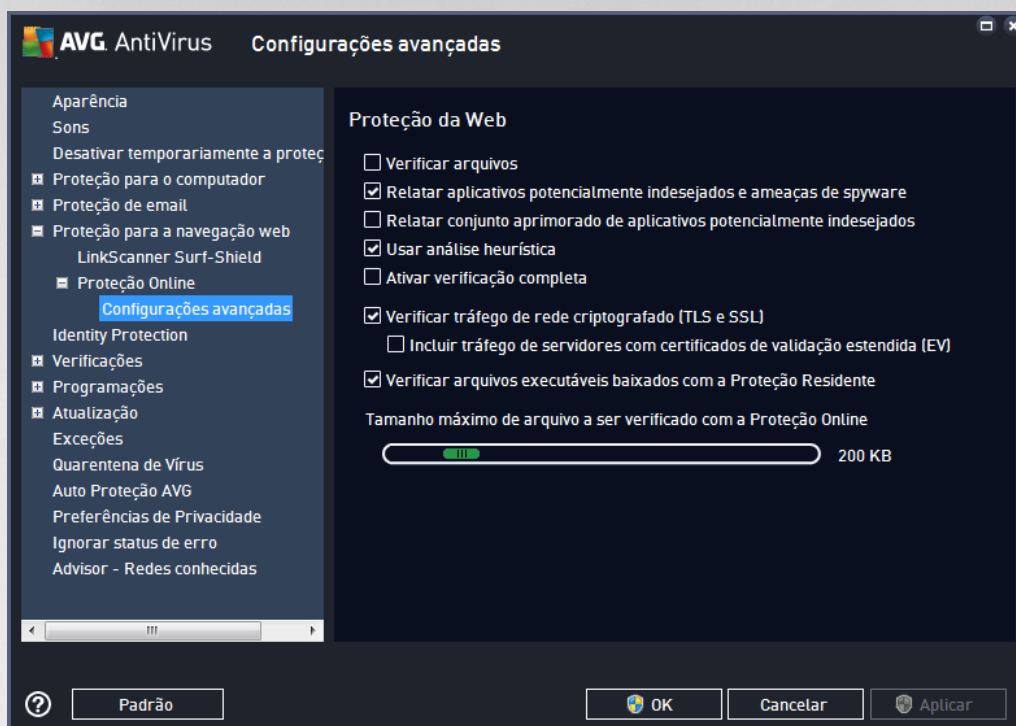 AVG AntiVirus Configurações avançadas
Aparência
Sons
Desativar temporariamente a proteç
Proteção para o computador
Proteção de email
Proteção para a navegação web
LinkScanner Surf-Shield
Proteção Online
Configurações avançadas
Identity Protection
Verificações
Programações
Atualização
Exceções
Quarentena de Vírus
Auto Proteção AVG
Preferências de Privacidade
Ignorar status de erro
Advisor - Redes conhecidas
Proteção da Web
Verificar arquivos
Relatar aplicativos potencialmente indesejados e ameaças de spyware
Relatar conjunto aprimorado de aplicativos potencialmente indesejados
Usar análise heurística
Ativar verificação completa
Verificar tráfego de rede criptografado (TLS e SSL)
Incluir tráfego de servidores com certificados de validação estendida (EV)
Verificar arquivos executáveis baixados com a Proteção Residente
Tamanho máximo de arquivo a ser verificado com a Proteção Online
200 KB
Padrão
OK
Cancelar
Aplicar